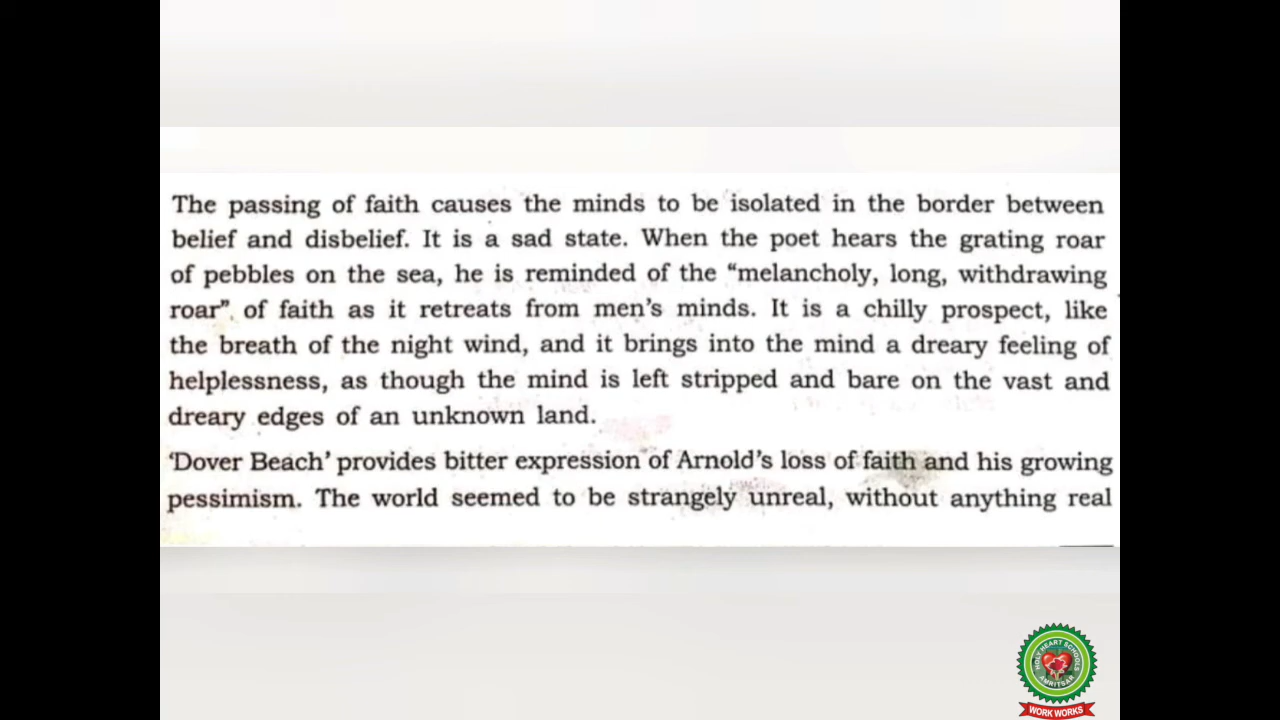 The passing of faith causes the minds to be isolated in the border between
belief and disbelief. It is a sad state. When the poet hears the grating roar
of pebbles on the sea, he is reminded of the “melancholy, long, withdrawing
roar” of faith as it retreats from men’s minds. It is a chilly prospect, like
the breath of the night wind, and it brings into the mind a dreary feeling of
helplessness, as though the mind is left stripped and bare on the vast and
dreary edges of an unknown land.
‘Dover Beach’ provides bitter expression of Arnold’s loss of faith and his growing
pessimism. The world seemed to be strangely unreal, without anything real
HOLY HEART SCHOOLS
AMRITSAR
WORK WORKS